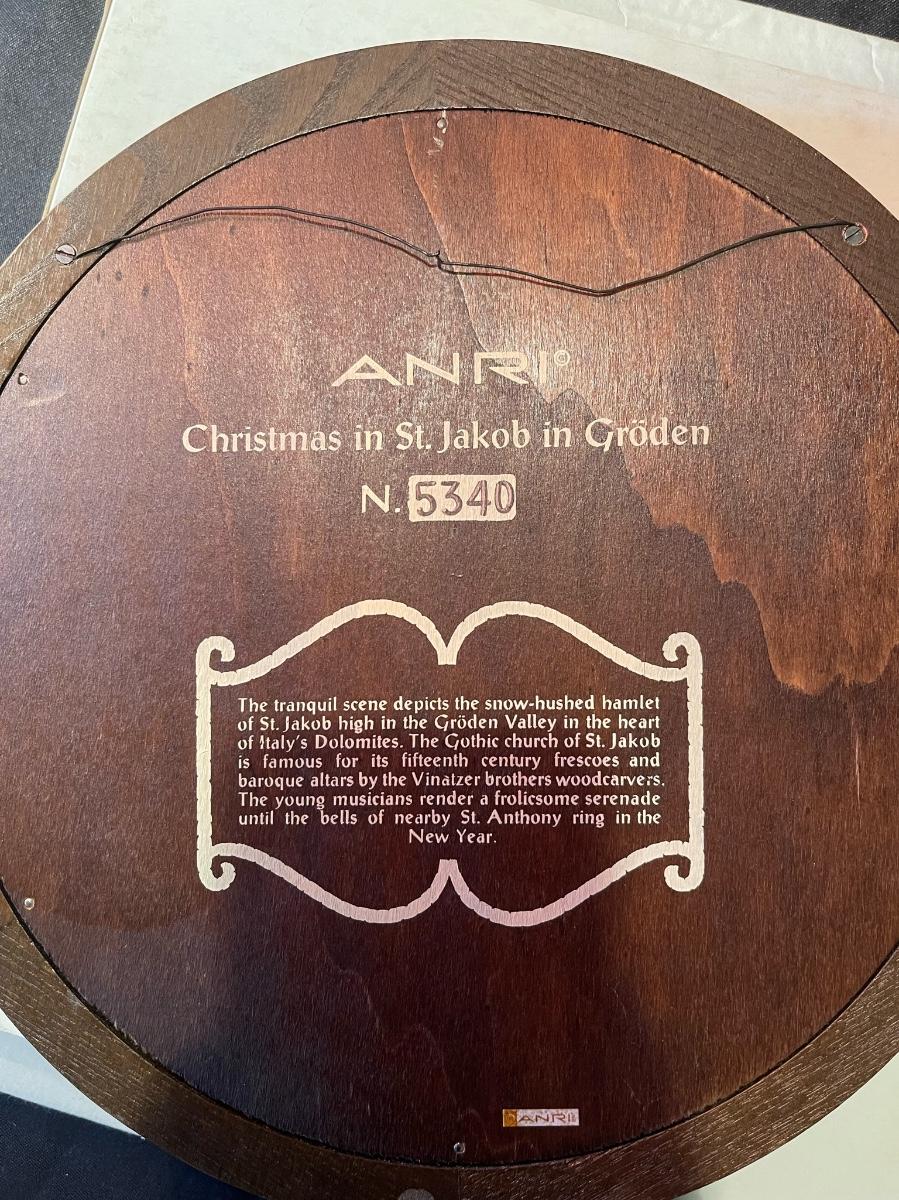 ANRI©
Christmas in St. Jakob in Gröden
N. 5340
The tranquil scene depicts the snow-hushed hamlet
of St. Jakob high in the Gröden Valley in the heart
of Italy's Dolomites. The Gothic church of St. Jakob
is famous for its fifteenth century frescoes and
baroque altars by the Vinatzer brothers woodcarvers.
The young musicians render a frolicsome serenade
until the bells of nearby St. Anthony ring in the
New Year.
ANRI